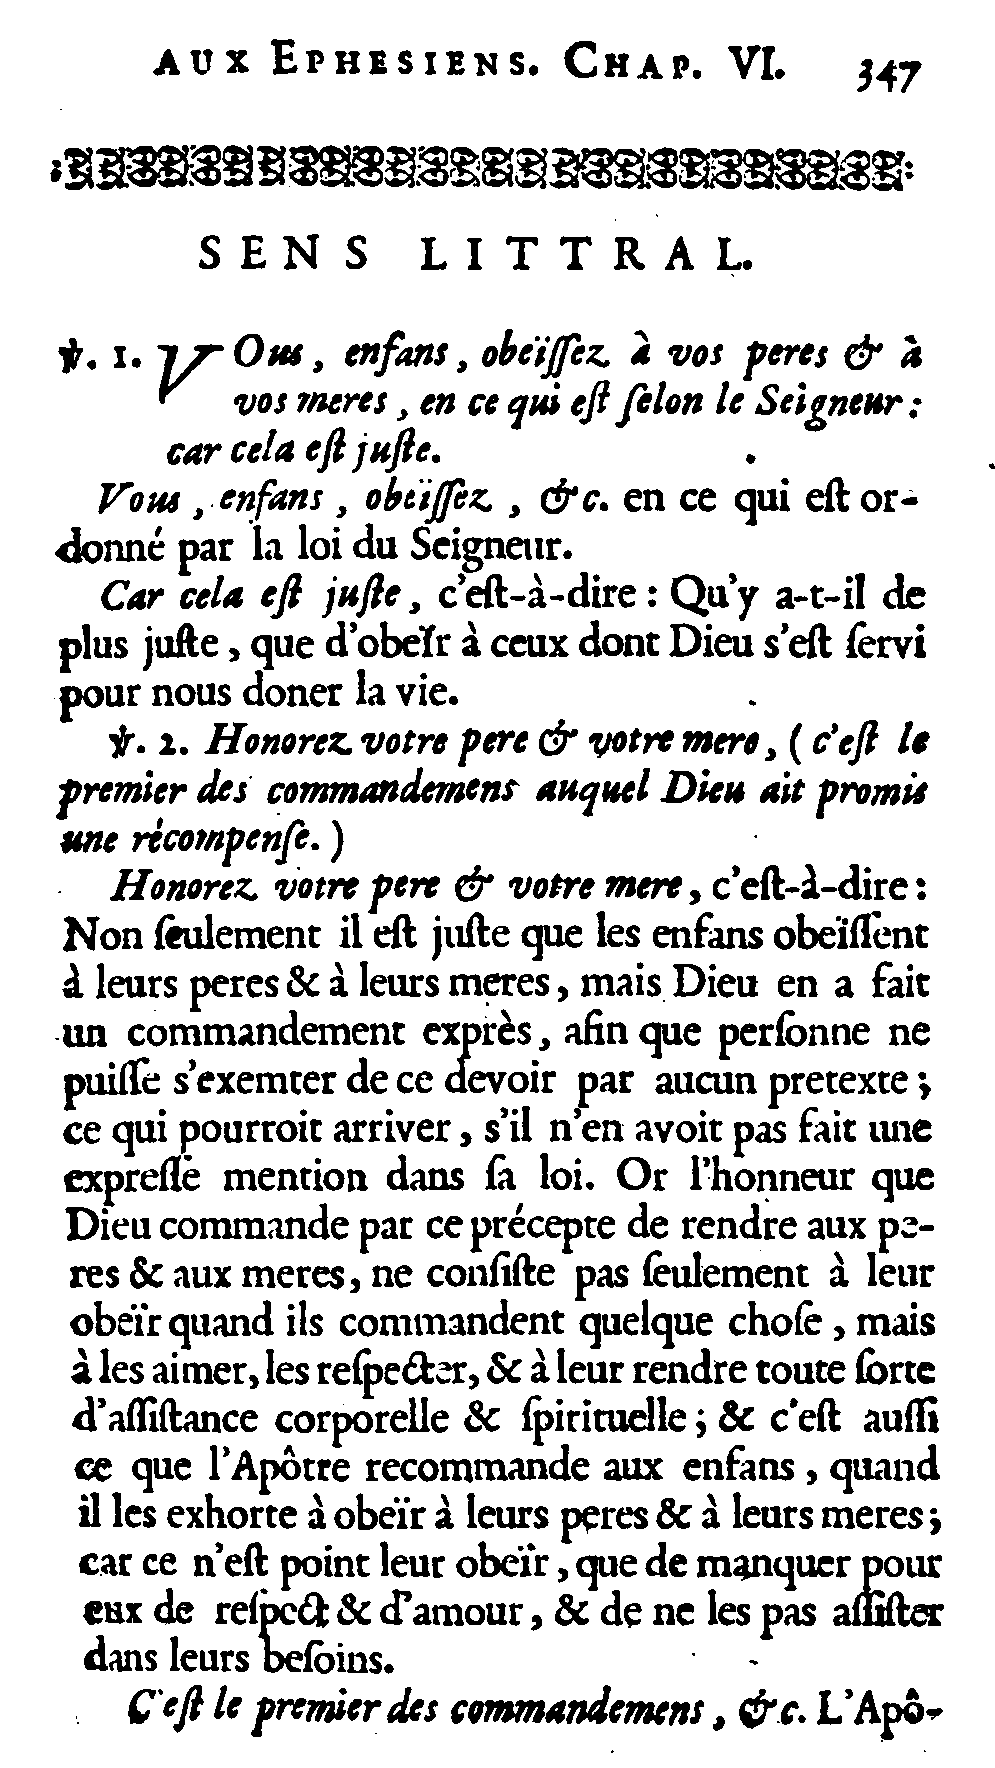 AUX EPHESIENS. CHAP. VI. 347
SENS LITTRAL.
℣. 1. VOus, enfans, obeïſſez à vos peres & à
vos meres, en ce qui eſt ſelon le Seigneur:
car cela eſt juſte.
Vous, enfans, obeïſſez, &c. en ce qui eſt or-
donné par la loi du Seigneur.
Car cela eſt juſte, c'eſt-à-dire: Qu'y a-t-il de
plus juſte, que d'obeïr à ceux dont Dieu s'eſt ſervi
pour nous doner la vie.
℣. 2. Honorez votre pere & votre mere, (c'eſt le
premier des commandemens auquel Dieu ait promis
une récompenſe.)
Honorez votre pere & votre mere, c'eſt-à-dire:
Non ſeulement il eſt juſte que les enfans obeïſſent
à leurs peres & à leurs meres, mais Dieu en a fait
un commandement exprès, afin que perſonne ne
puiſſe s'exemter de ce devoir par aucun pretexte;
ce qui pourroit arriver, s'il n'en avoit pas fait une
expreſſe mention dans ſa loi. Or l'honneur que
Dieu commande par ce précepte de rendre aux pe-
res & aux meres, ne conſiſte pas ſeulement à leur
obeïr quand ils commandent quelque choſe, mais
à les aimer, les reſpecter, & à leur rendre toute ſorte
d'aſſiſtance corporelle & ſpirituelle; & c'eſt auſſi
ce que l'Apôtre recommande aux enfans, quand
il les exhorte à obeïr à leurs peres & à leurs meres;
car ce n'eſt point leur obeïr, que de manquer pour
eux de reſpect & d'amour, & de ne les pas aſſiſter
dans leurs beſoins.
C'eſt le premier des commandemens, &c. L'Apô-